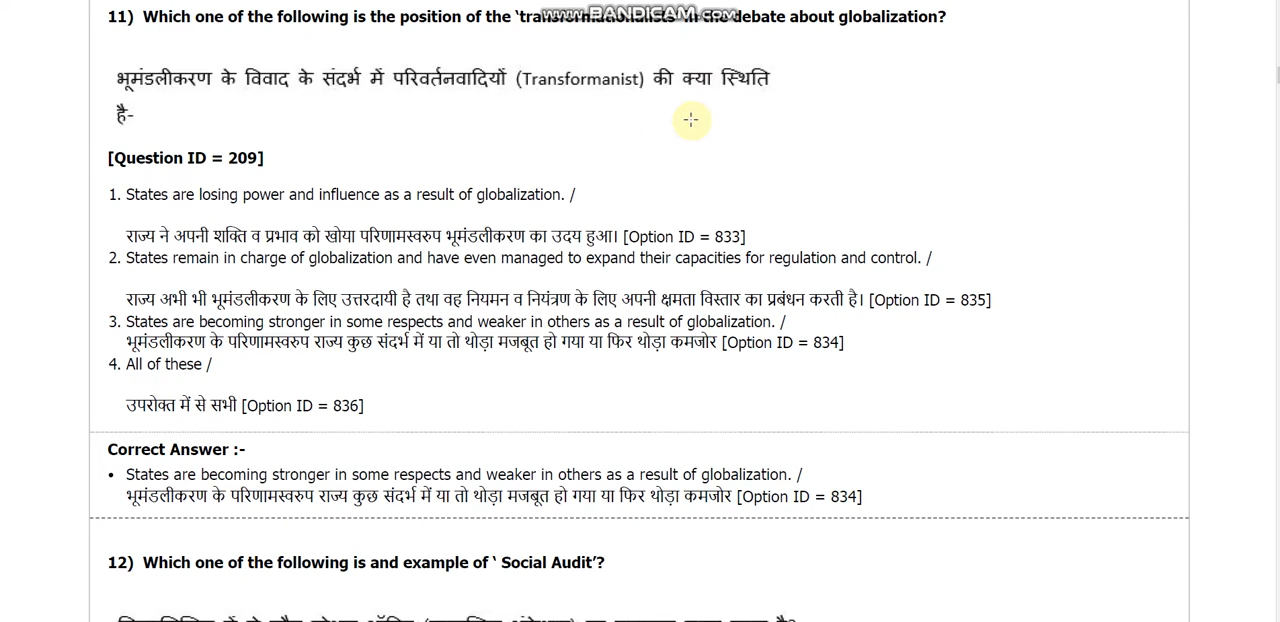 11) Which one of the following is the position of the 'transformationalists' in the debate about globalization?
www.BANDICAM.com
भूमंडलीकरण के विवाद के संदर्भ में परिवर्तनवादियों (Transformanist) की क्या स्थिति
है-
[Question ID = 209]
1. States are losing power and influence as a result of globalization. /
राज्य ने अपनी शक्ति व प्रभाव को खोया परिणामस्वरुप भूमंडलीकरण का उदय हुआ। [Option ID = 833]
2. States remain in charge of globalization and have even managed to expand their capacities for regulation and control. /
राज्य अभी भी भूमंडलीकरण के लिए उत्तरदायी है तथा वह नियमन व नियंत्रण के लिए अपनी क्षमता विस्तार का प्रबंधन करती है। [Option ID = 835]
3. States are becoming stronger in some respects and weaker in others as a result of globalization. /
भूमंडलीकरण के परिणामस्वरुप राज्य कुछ संदर्भ में या तो थोड़ा मजबूत हो गया या फिर थोड़ा कमजोर [Option ID = 834]
4. All of these /
उपरोक्त में से सभी [Option ID = 836]
Correct Answer :-
• States are becoming stronger in some respects and weaker in others as a result of globalization. /
भूमंडलीकरण के परिणामस्वरुप राज्य कुछ संदर्भ में या तो थोड़ा मजबूत हो गया या फिर थोड़ा कमजोर [Option ID = 834]
12) Which one of the following is and example of ' Social Audit'?